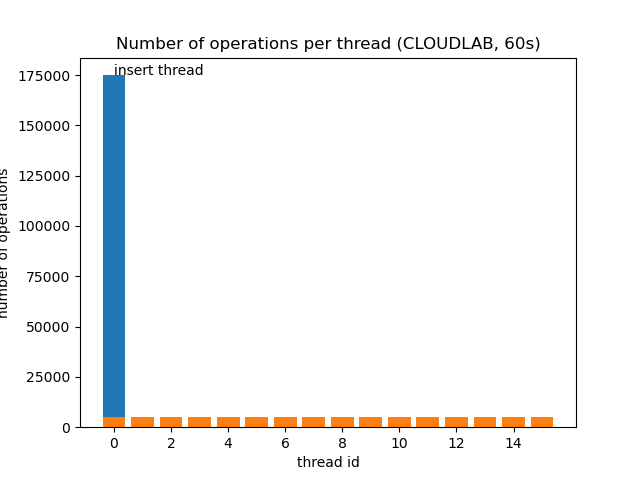 Number of operations per thread (CLOUDLAB, 60s)
insert thread
175000
150000
125000
100000
75000
50000
25000
0
number of operations
0 2 4 6 8 10 12 14
thread id